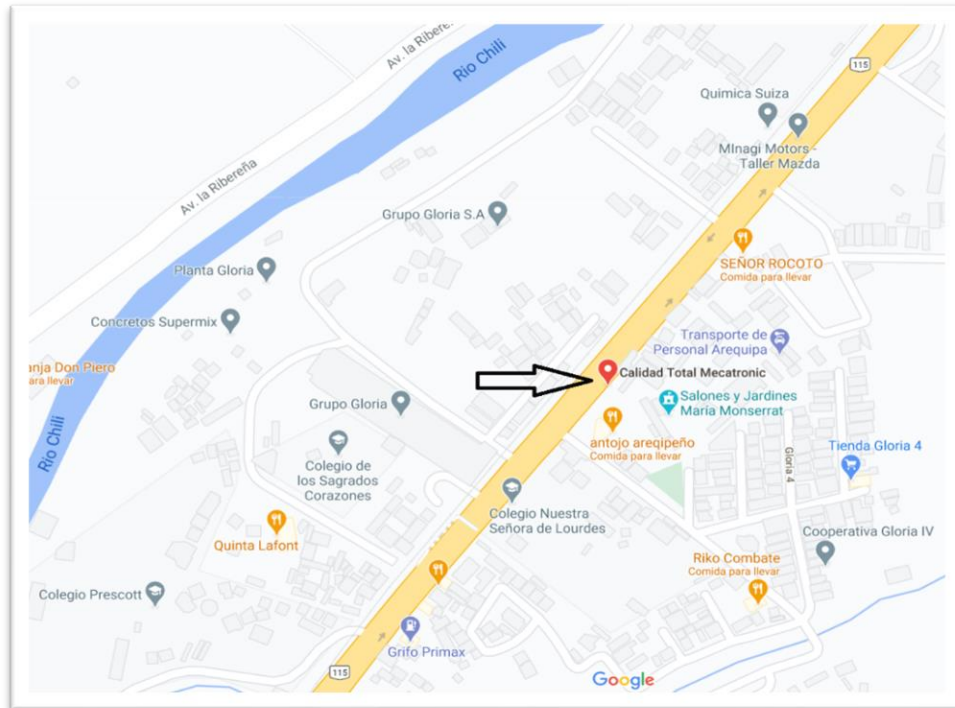 Av. la Ribere
Rio Chili
115
Quimica Suiza
MInagi Motors -
Taller Mazda
Av. la Ribereña
Grupo Gloria S.A
SEÑOR ROCOTO
Comida para llevar
Planta Gloria
Concretos Supermix
Transporte de
Personal Arequipa
anja Don Piero
ara llevar
Calidad Total Mecatronic
Salones y Jardines
María Monserrat
Grupo Gloria
antojo areqipeño
Comida para llevar
Rio Chili
Colegio de
los Sagrados
Corazones
Gloria 4
Tienda Gloria 4
Colegio Nuestra
Señora de Lourdes
Quinta Lafont
Cooperativa Gloria IV
Riko Combate
Comida para llevar
Colegio Prescott
Grifo Primax
115
Google